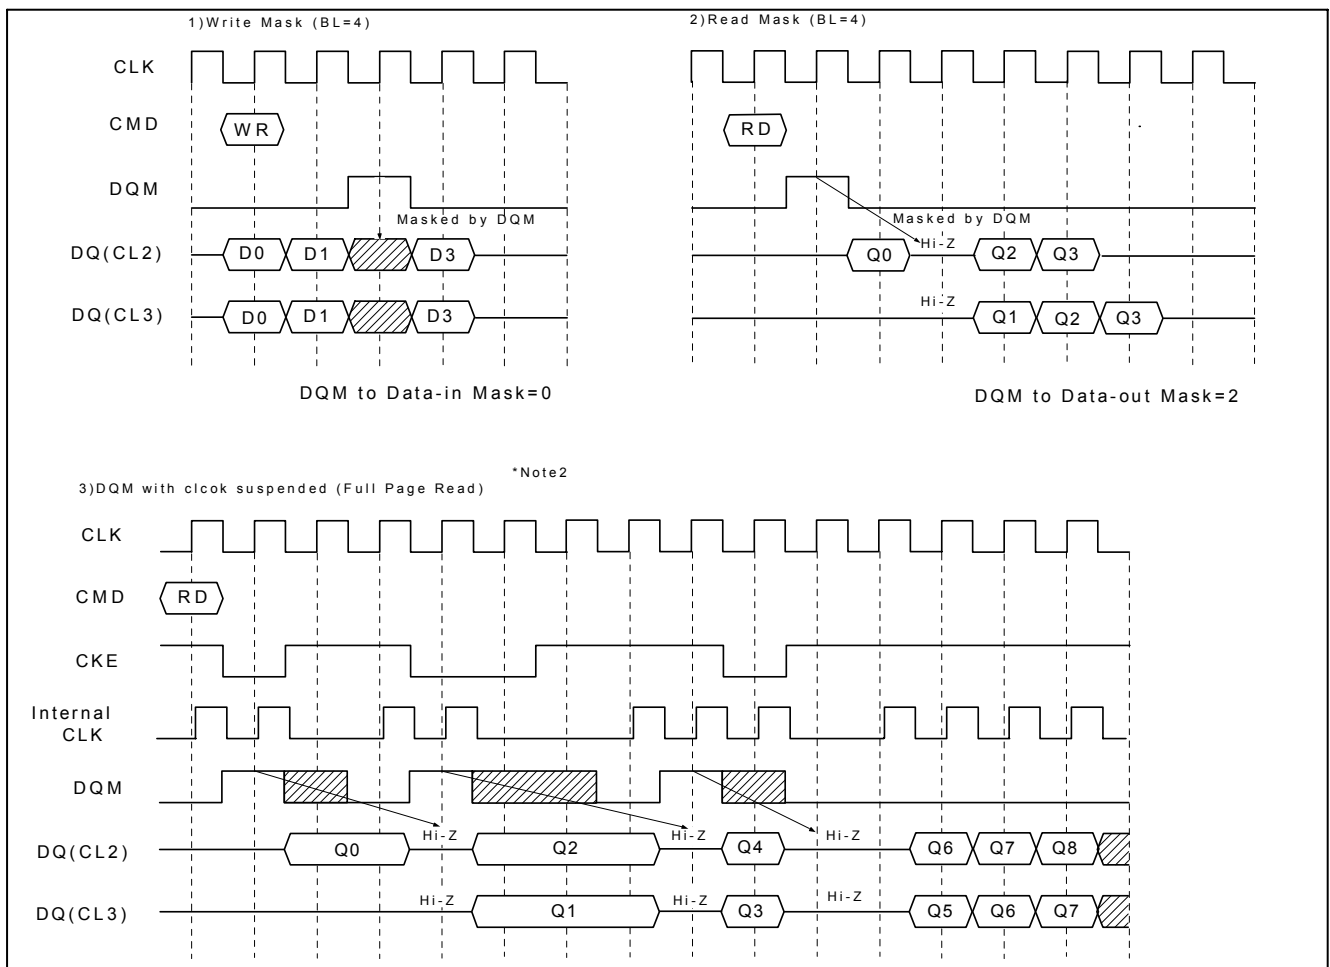 1)Write Mask (BL=4)
CLK
CMD
WR
DQM
Masked by DQM
DQ(CL2)
D0 D1 D3
DQ(CL3)
D0 D1 D3
DQM to Data-in Mask=0
2)Read Mask (BL=4)
RD
Masked by DQM
Hi-Z
Q0 Q2 Q3
Hi-Z
Q1 Q2 Q3
DQM to Data-out Mask=2
*Note2
3)DQM with clcok suspended (Full Page Read)
CLK
CMD
RD
CKE
Internal
CLK
DQM
Hi-Z Hi-Z Hi-Z
DQ(CL2)
Q0 Q2 Q4 Q6 Q7 Q8
Hi-Z Hi-Z Hi-Z
DQ(CL3)
Q1 Q3 Q5 Q6 Q7